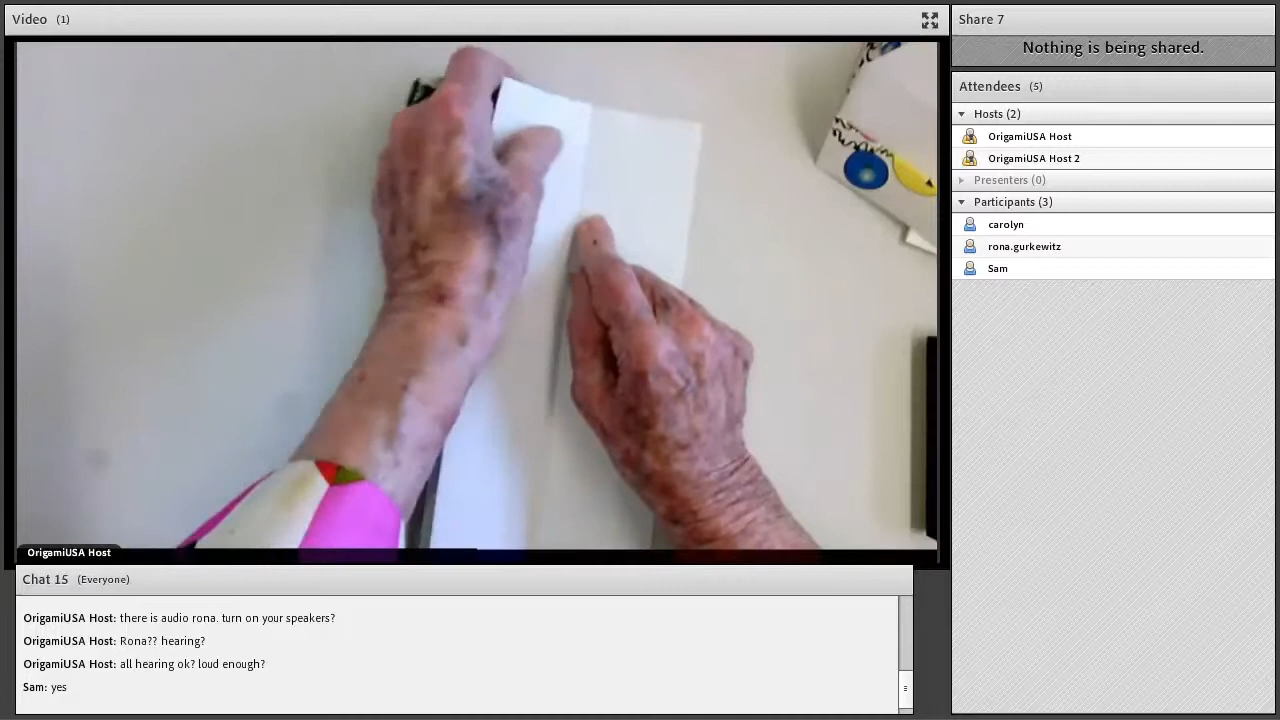 Video (1)
OrigamiUSA Host
Chat 15 (Everyone)
OrigamiUSA Host: there is audio rona. turn on your speakers?
OrigamiUSA Host: Rona?? hearing?
OrigamiUSA Host: all hearing ok? loud enough?
Sam: yes
Share 7
Nothing is being shared.
Attendees (5)
Hosts (2)
OrigamiUSA Host
OrigamiUSA Host 2
Presenters (0)
Participants (3)
carolyn
rona.gurkewitz
Sam